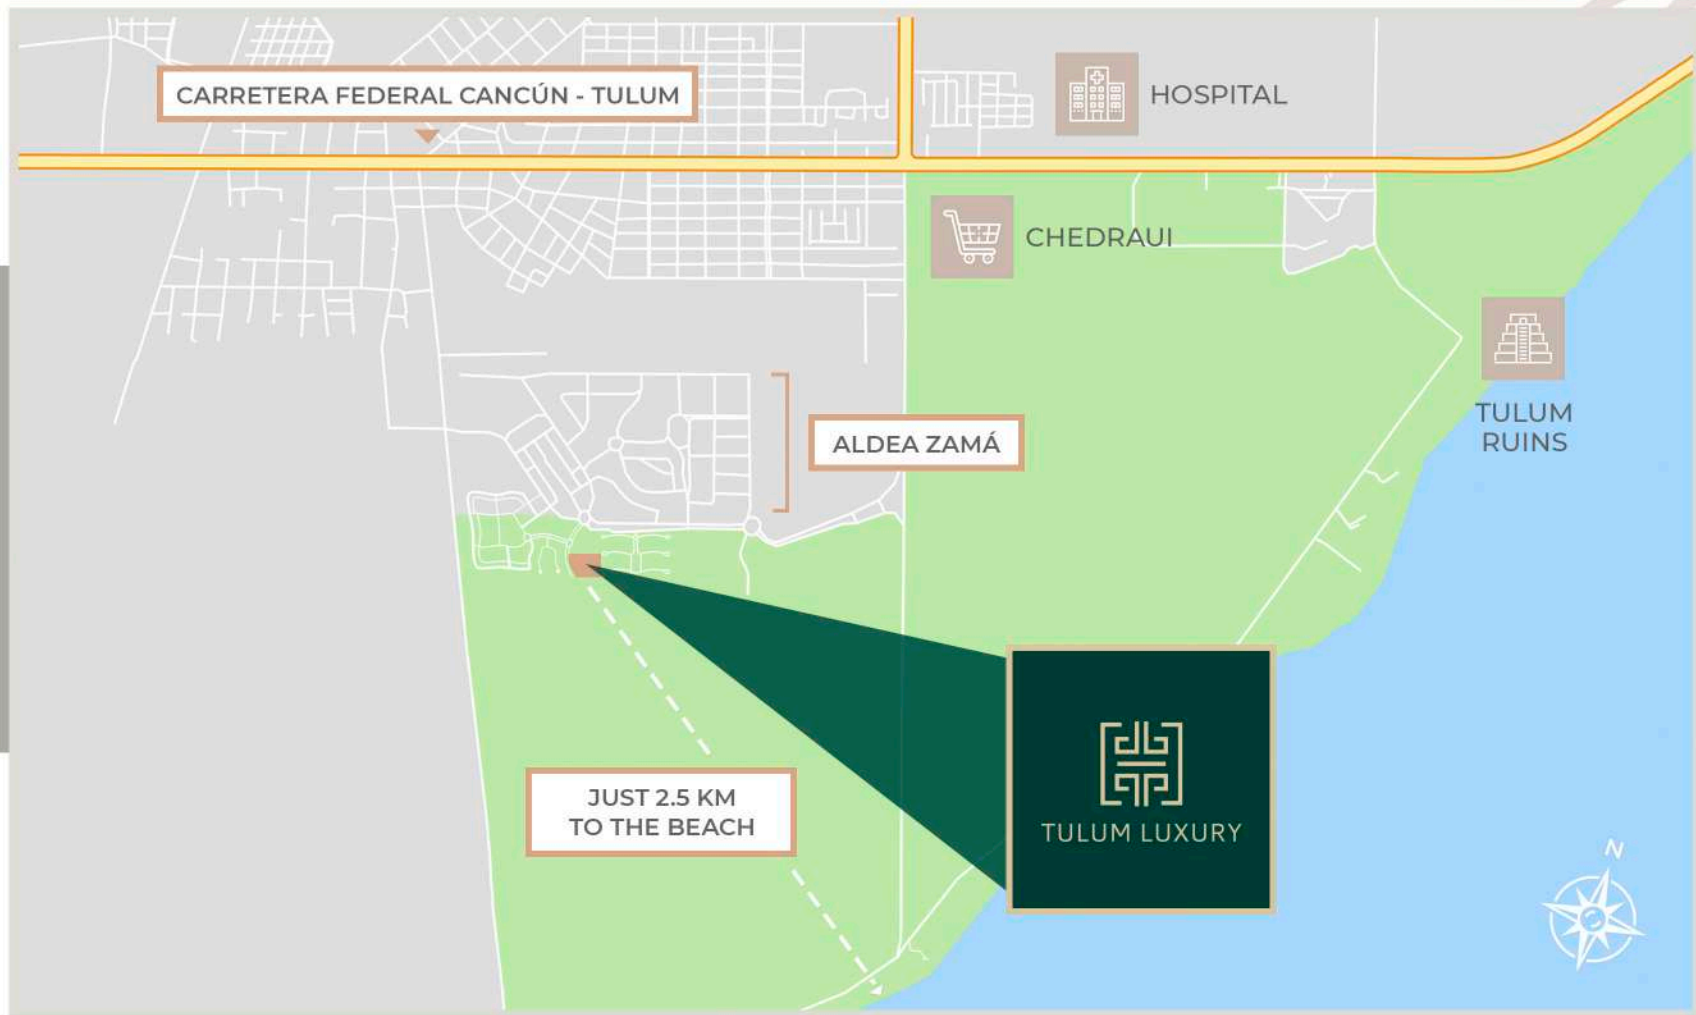 CARRETERA FEDERAL CANCÚN - TULUM
HOSPITAL
CHEDRAUI
TULUM
RUINS
ALDEA ZAMÁ
JUST 2.5 KM
TO THE BEACH
TULUM LUXURY
N